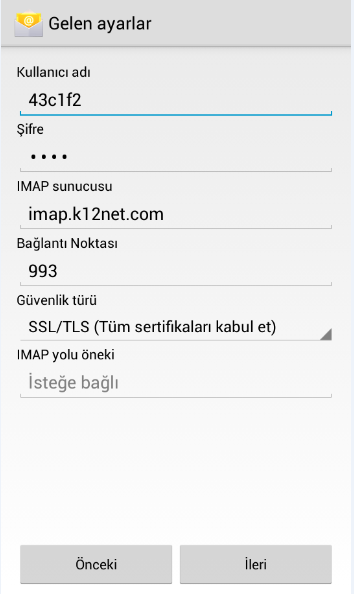 Gelen ayarlar
Kullanıcı adı
43c1f2
Şifre
••••
IMAP sunucusu
imap.k12net.com
Bağlantı Noktası
993
Güvenlik türü
SSL/TLS (Tüm sertifikaları kabul et)
IMAP yolu öneki
İsteğe bağlı
Önceki İleri